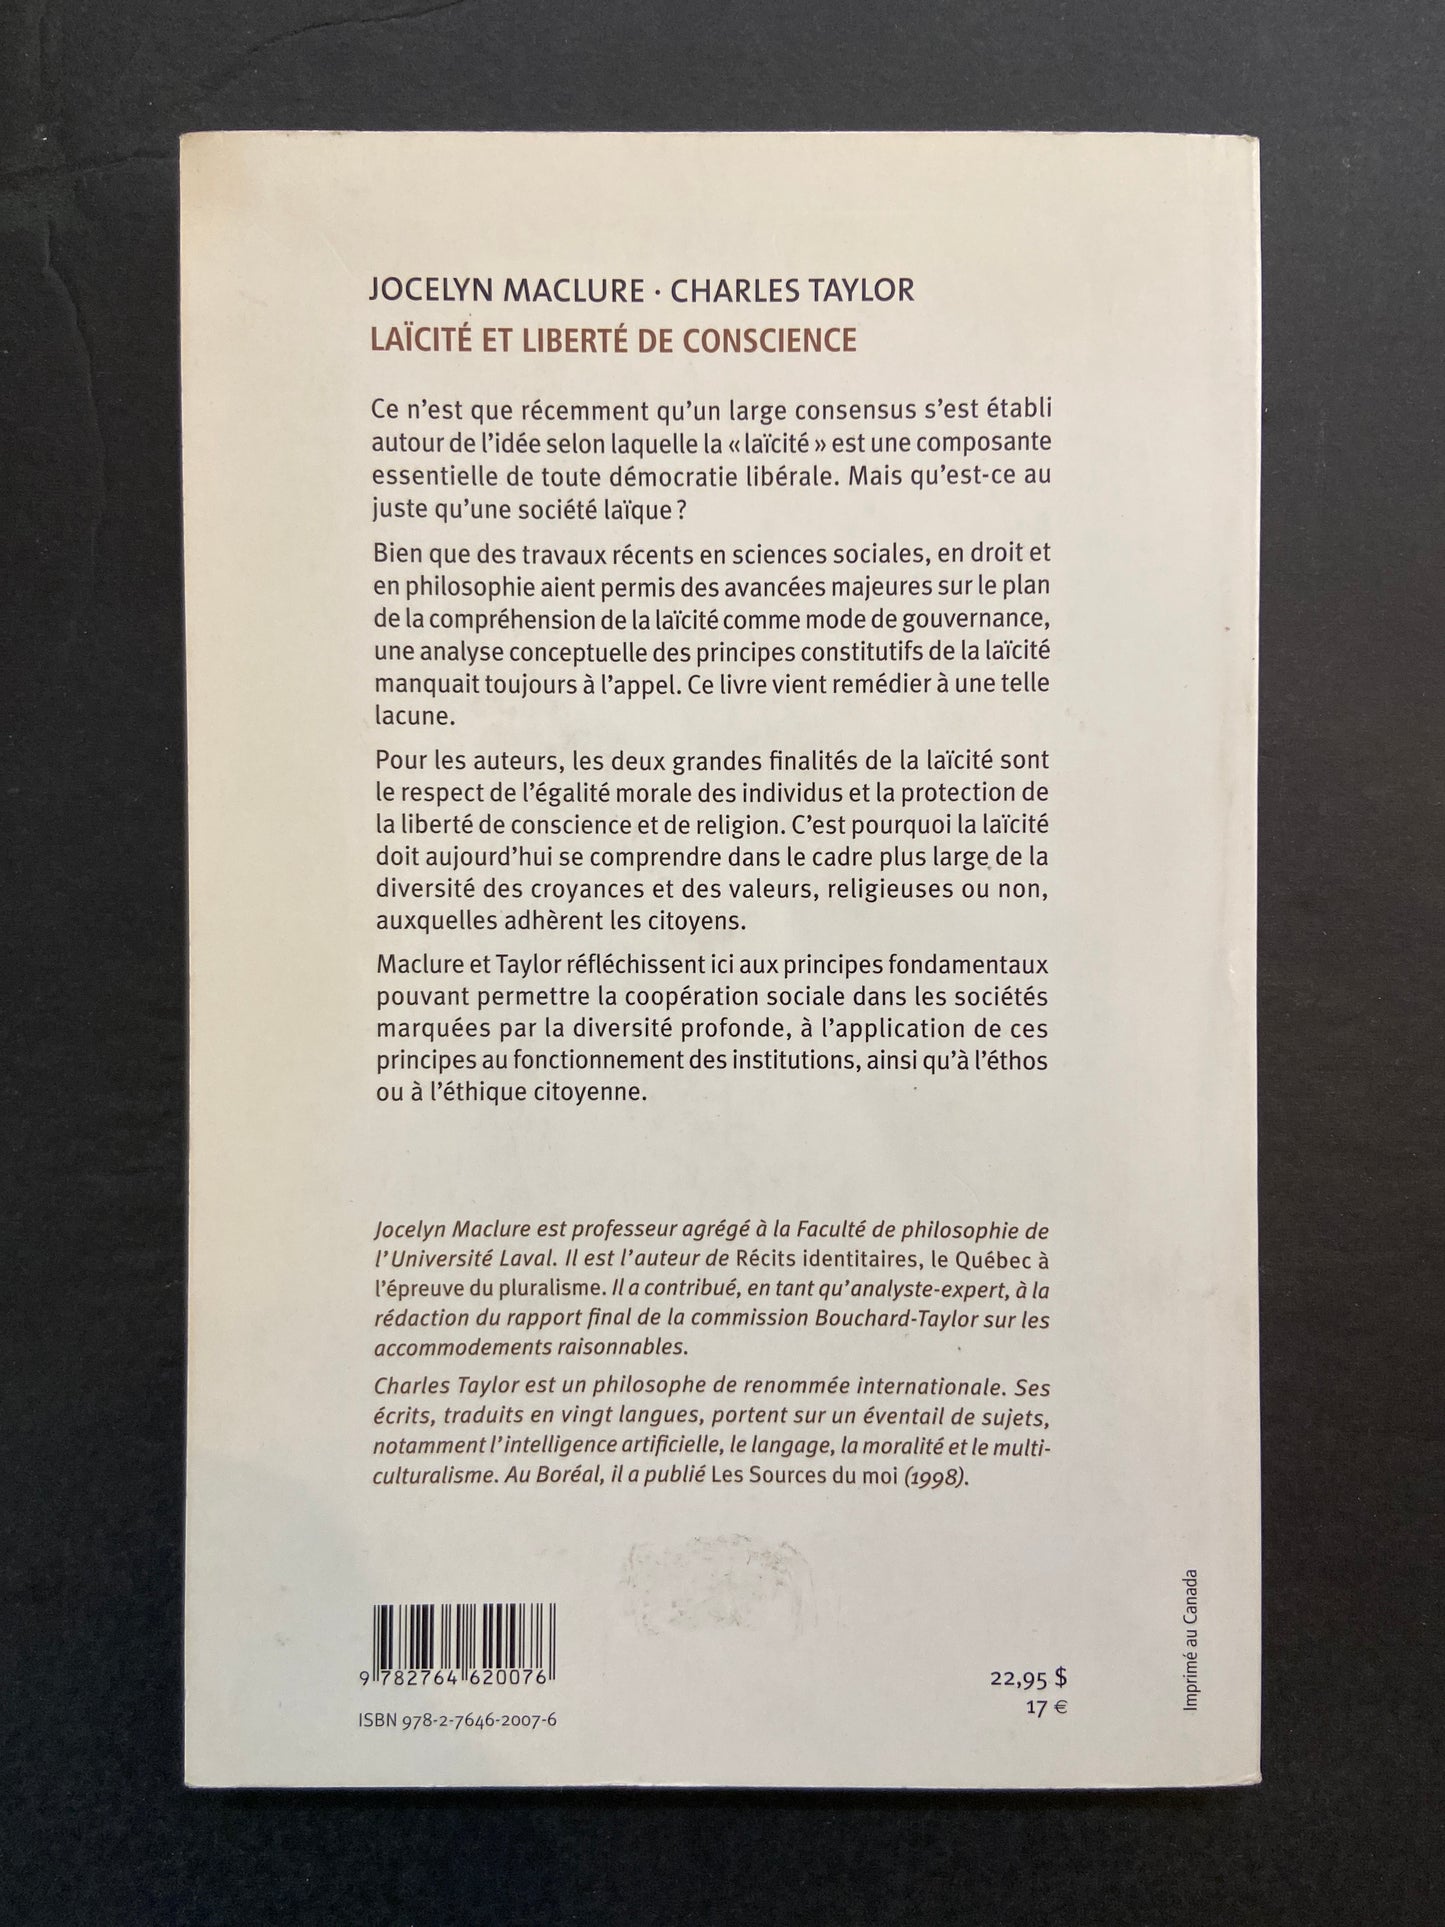 JOCELYN MACLURE · CHARLES TAYLOR
LAÏCITÉ ET LIBERTÉ DE CONSCIENCE
Ce n’est que récemment qu’un large consensus s’est établi
autour de l’idée selon laquelle la « laïcité » est une composante
essentielle de toute démocratie libérale. Mais qu’est-ce au
juste qu’une société laïque ?
Bien que des travaux récents en sciences sociales, en droit et
en philosophie aient permis des avancées majeures sur le plan
de la compréhension de la laïcité comme mode de gouvernance,
une analyse conceptuelle des principes constitutifs de la laïcité
manquait toujours à l’appel. Ce livre vient remédier à une telle
lacune.
Pour les auteurs, les deux grandes finalités de la laïcité sont
le respect de l’égalité morale des individus et la protection de
la liberté de conscience et de religion. C’est pourquoi la laïcité
doit aujourd’hui se comprendre dans le cadre plus large de la
diversité des croyances et des valeurs, religieuses ou non,
auxquelles adhèrent les citoyens.
Maclure et Taylor réfléchissent ici aux principes fondamentaux
pouvant permettre la coopération sociale dans les sociétés
marquées par la diversité profonde, à l’application de ces
principes au fonctionnement des institutions, ainsi qu’à l’éthos
ou à l’éthique citoyenne.
Jocelyn Maclure est professeur agrégé à la Faculté de philosophie de
l’Université Laval. Il est l’auteur de Récits identitaires, le Québec à
l’épreuve du pluralisme. Il a contribué, en tant qu’analyste-expert, à la
rédaction du rapport final de la commission Bouchard-Taylor sur les
accommodements raisonnables.
Charles Taylor est un philosophe de renommée internationale. Ses
écrits, traduits en vingt langues, portent sur un éventail de sujets,
notamment l’intelligence artificielle, le langage, la moralité et le multi-
culturalisme. Au Boréal, il a publié Les Sources du moi (1998).
9 782764 620076
ISBN 978-2-7646-2007-6
22,95 $
17 €
Imprimé au Canada